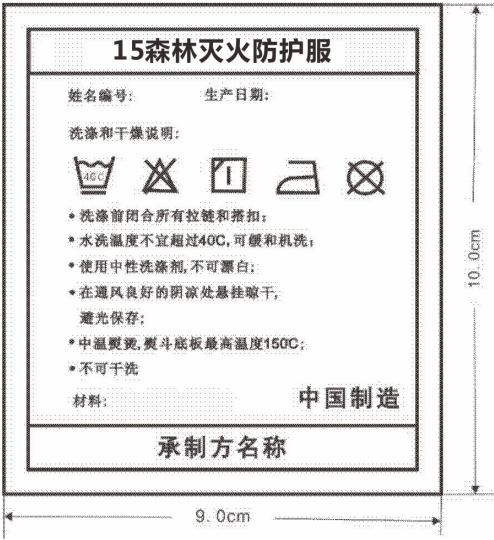 15森林灭火防护服
姓名编号: 生产日期:
洗涤和干燥说明:
40C
• 洗涤前闭合所有拉链和搭扣;
• 水洗温度不宜超过40C,可缓和机洗;
• 使用中性洗涤剂,不可漂白;
• 在通风良好的阴凉处悬挂晾干,
避光保存;
• 中温熨烫,熨斗底板最高温度150C;
• 不可干洗
材料:
中国制造
承制方名称
10.0cm
9.0cm